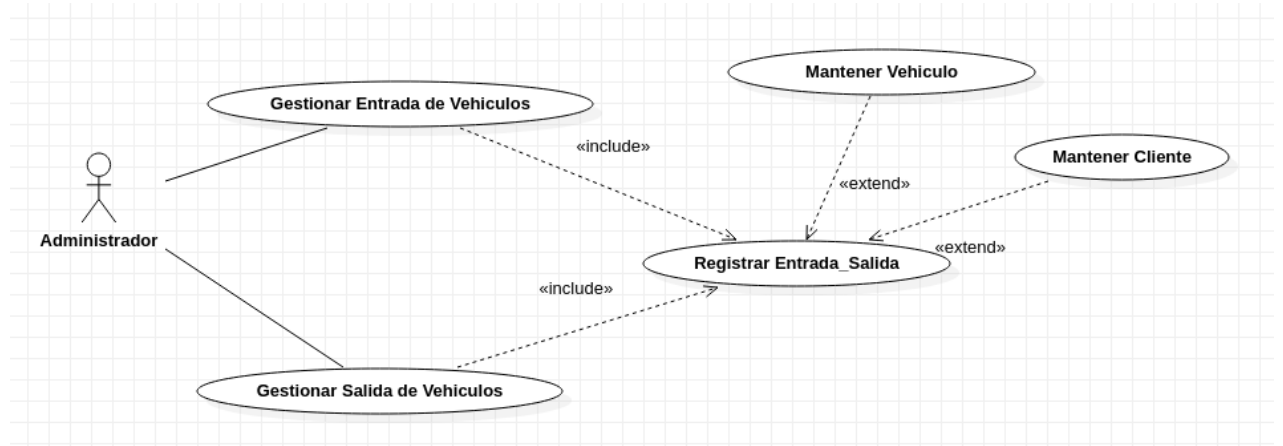 Mantener Vehiculo
Gestionar Entrada de Vehiculos
«include»
Mantener Cliente
«extend»
Administrador
«extend»
Registrar Entrada_Salida
«include»
Gestionar Salida de Vehiculos